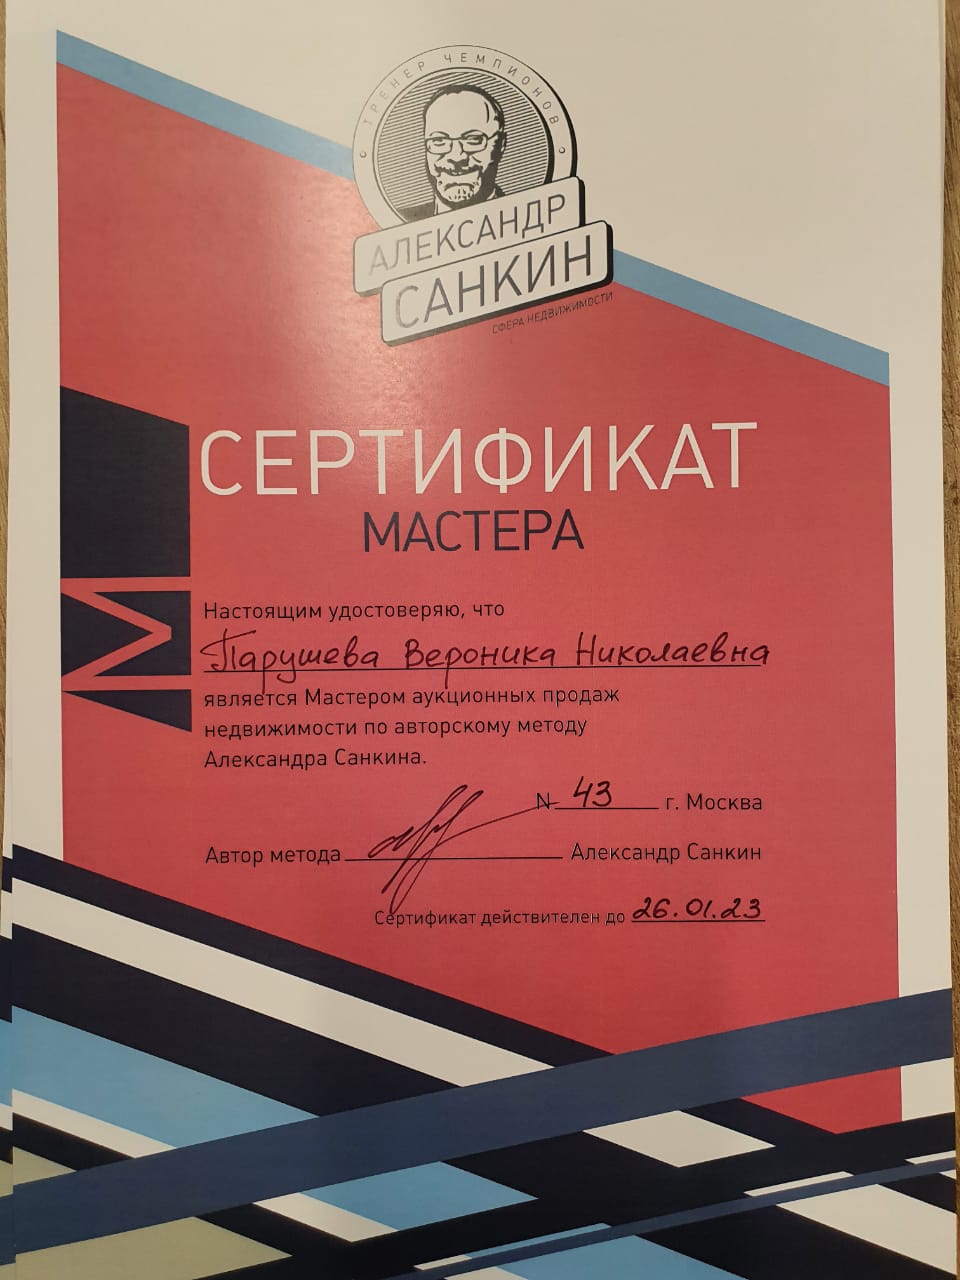 ТРЕНЕР ЧЕМПИОНОВ
АЛЕКСАНДР
САНКИН
СФЕРА НЕДВИЖИМОСТИ
СЕРТИФИКАТ
МАСТЕРА
М
Настоящим удостоверяю, что
Парушева Вероника Николаевна
является Мастером аукционных продаж
недвижимости по авторскому методу
Александра Санкина.
N 43 г. Москва
Автор метода Александр Санкин
Сертификат действителен до 26.01.23